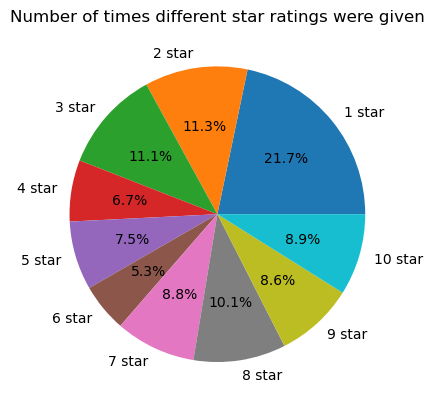 Number of times different star ratings were given
1 star
21.7%
2 star
11.3%
3 star
11.1%
4 star
6.7%
5 star
7.5%
6 star
5.3%
7 star
8.8%
8 star
10.1%
9 star
8.6%
10 star
8.9%